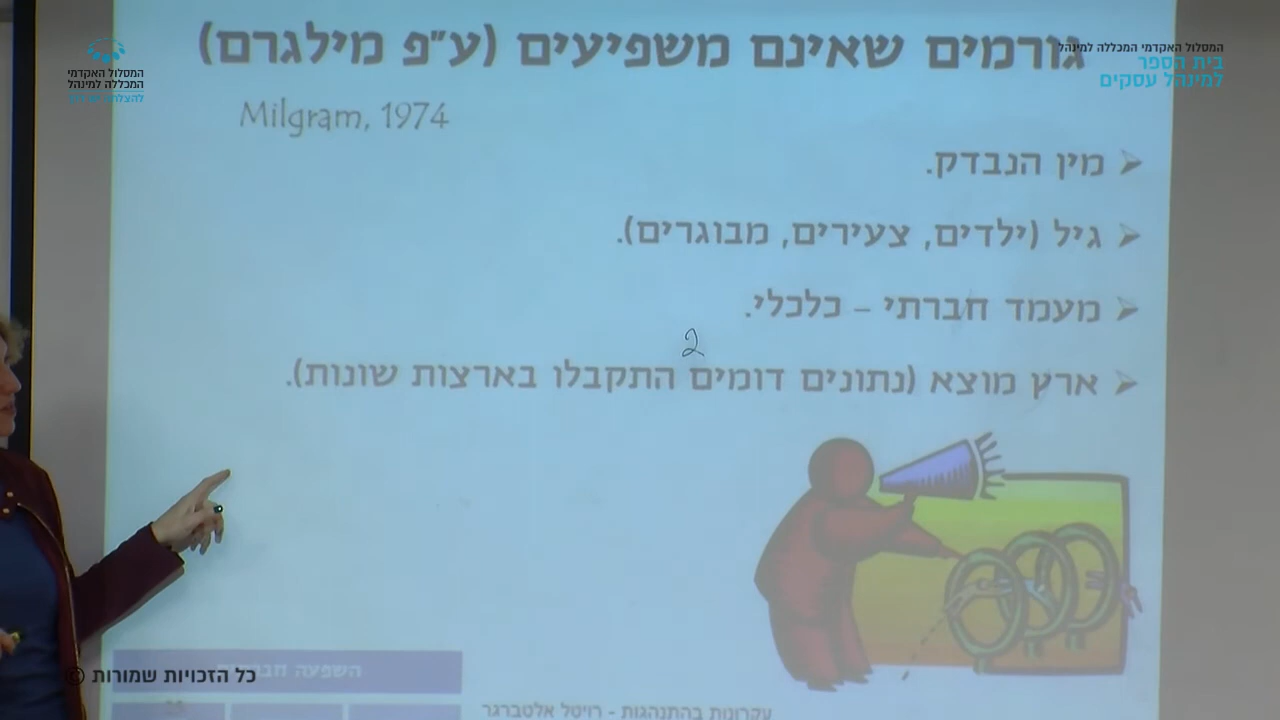 גורמים שאינם משפיעים (ע"פ מילגרם)
המסלול האקדמי המכללה למינהל
בית הספר
למינהל עסקים
המסלול האקדמי
המכללה למינהל
Milgram, 1974
מין הנבדק.
גיל (ילדים, צעירים, מבוגרים).
מעמד חברתי – כלכלי.
2
ארץ מוצא (נתונים דומים התקבלו בארצות שונות).
השפעה
כל הזכויות שמורות ©
עקרונות בהתנהגות - רויטל אלטברגר